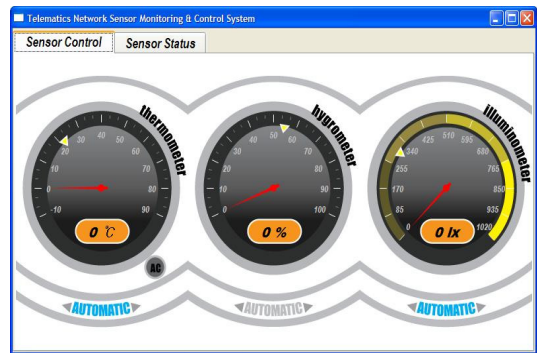 Telematics Network Sensor Monitoring & Control System
Sensor Control
Sensor Status
thermometer
-10 0 10 20 30 40 50 60 70 80 90
0 ℃
AC
AUTOMATIC
hygrometer
0 10 20 30 40 50 60 70 80 90 100
0 %
AUTOMATIC
illuminometer
0 85 170 255 340 425 510 595 680 765 850 935 1020
0 lx
AUTOMATIC